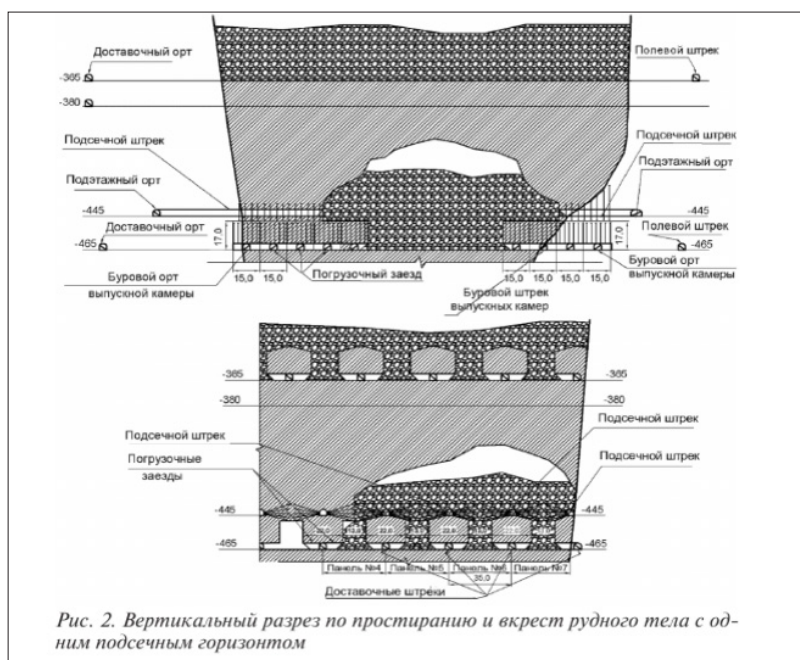 Доставочный орт
Полевой штрек
-365
-380
Подсечной штрек
Подсечной штрек
Подэтажный орт
Подэтажный орт
-445
-445
Доставочный орт
Полевой штрек
-465
17,0
17,0
-465
Буровой орт
выпускной камеры
15,0 15,0
Погрузочный заезд
15,0 15,0 15,0 15,0
Буровой орт
выпускной камеры
Буровой штрек
выпускных камер
-365
-365
-380
-380
Подсечной штрек
Подсечной штрек
Погрузочные
заезды
Подсечной штрек
-445
-445
-465
-465
Панель №4 Панель №5 Панель №6 Панель №7
35,0
Доставочные штреки
Рис. 2. Вертикальный разрез по простиранию и вкрест рудного тела с од-
ним подсечным горизонтом